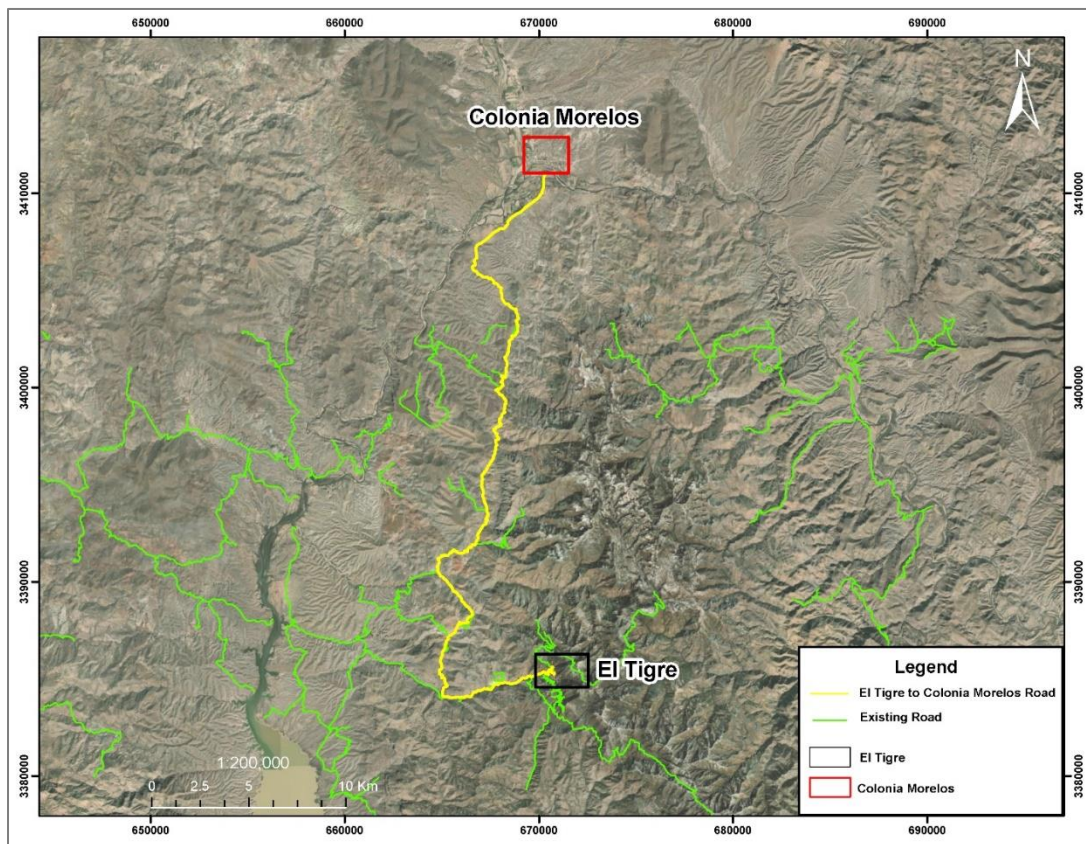 650000 660000 670000 680000 690000
N
Colonia Morelos
3410000 3410000
3400000 3400000
3390000 3390000
El Tigre
Legend
El Tigre to Colonia Morelos Road
Existing Road
El Tigre
Colonia Morelos
3380000 3380000
1:200,000
0 2.5 5 10 Km
650000 660000 670000 680000 690000